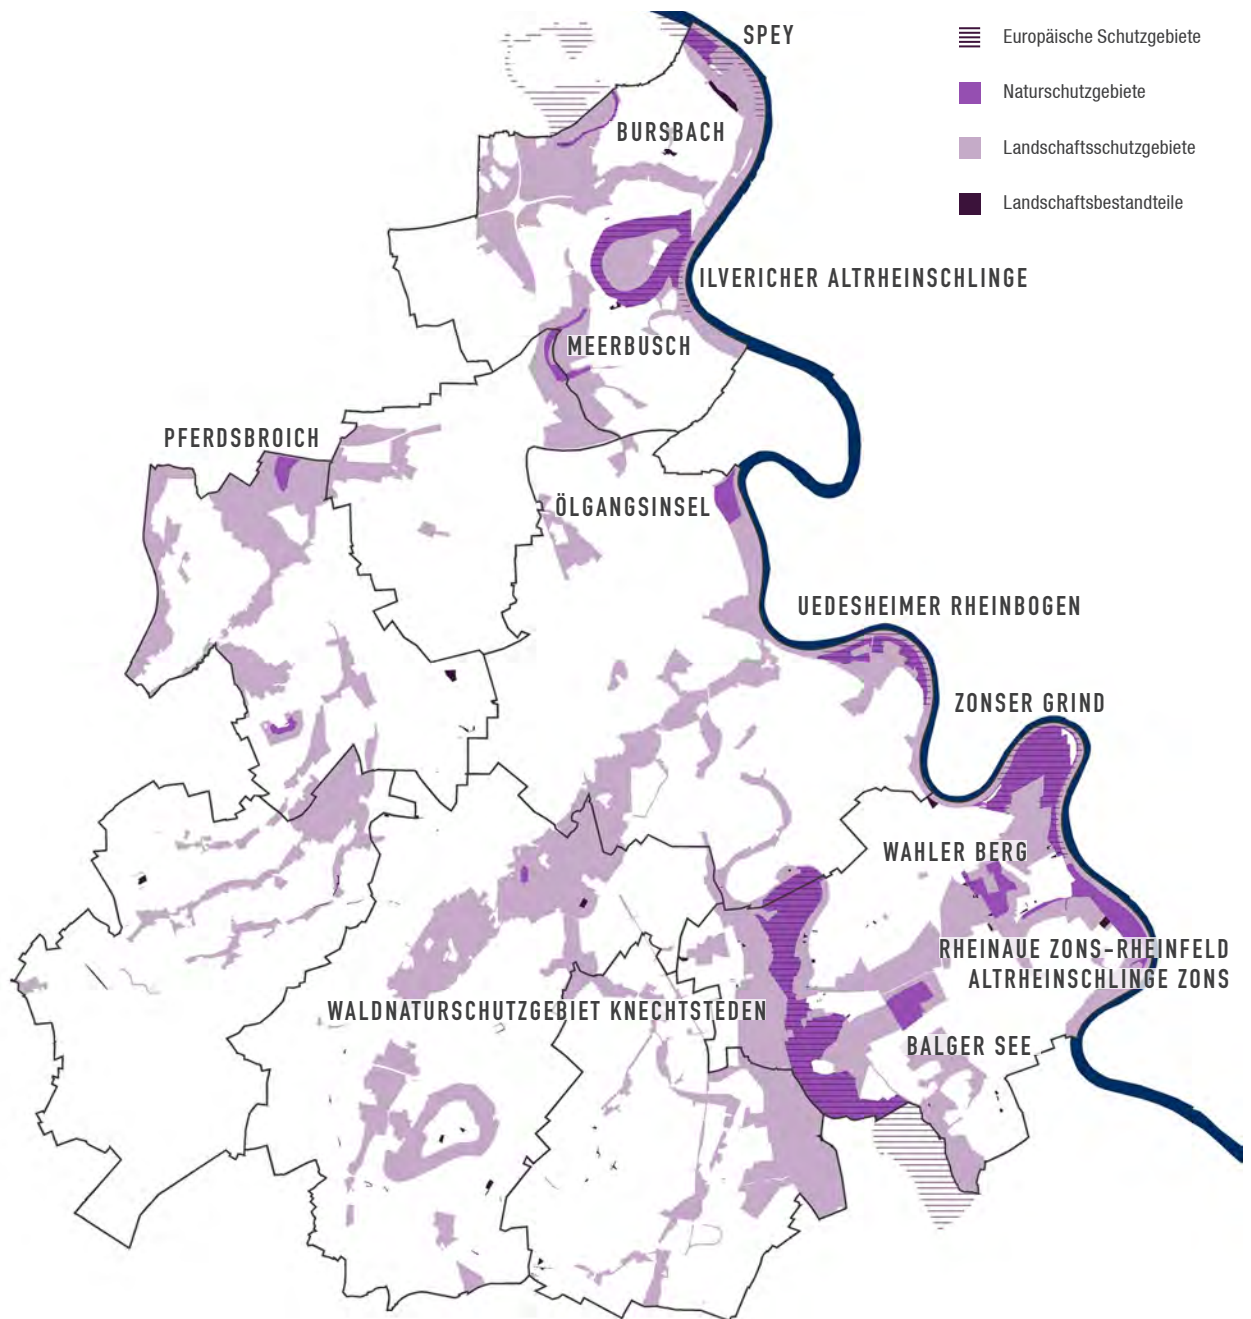 SPEY
Europäische Schutzgebiete
Naturschutzgebiete
BURSBACH
Landschaftsschutzgebiete
Landschaftsbestandteile
ILVERICHER ALTRHEINSCHLINGE
MEERBUSCH
PFERDSBROICH
ÖLGANGSINSEL
UEDESHEIMER RHEINBOGEN
ZONSER GRIND
WAHLER BERG
RHEINAUE ZONS-RHEINFELD
ALTRHEINSCHLINGE ZONS
WALDNATURSCHUTZGEBIET KNECHTSTEDEN
BALGER SEE